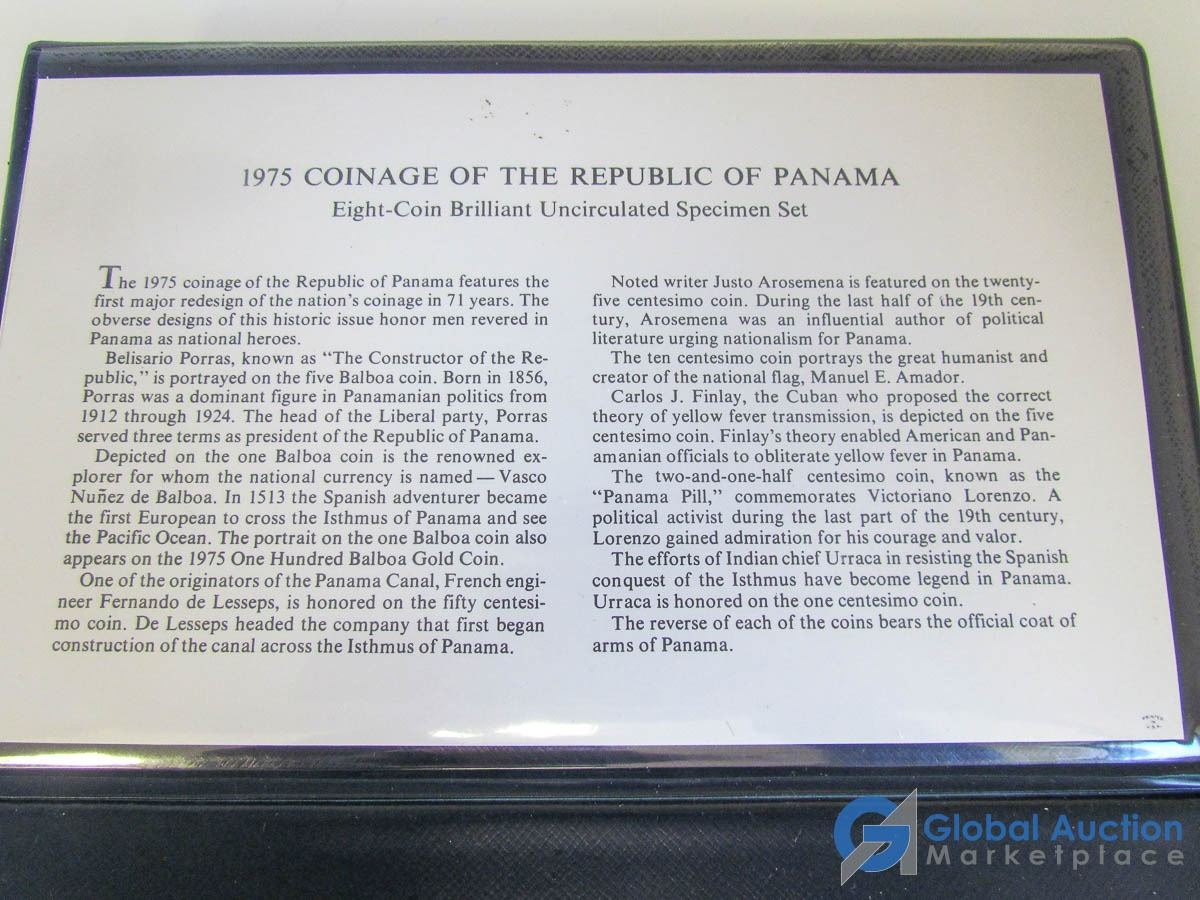 1975 COINAGE OF THE REPUBLIC OF PANAMA
Eight-Coin Brilliant Uncirculated Specimen Set
The 1975 coinage of the Republic of Panama features the
first major redesign of the nation's coinage in 71 years. The
obverse designs of this historic issue honor men revered in
Panama as national heroes.
Belisario Porras, known as "The Constructor of the Re-
public," is portrayed on the five Balboa coin. Born in 1856,
Porras was a dominant figure in Panamanian politics from
1912 through 1924. The head of the Liberal party, Porras
served three terms as president of the Republic of Panama.
Depicted on the one Balboa coin is the renowned ex-
plorer for whom the national currency is named — Vasco
Nuñez de Balboa. In 1513 the Spanish adventurer became
the first European to cross the Isthmus of Panama and see
the Pacific Ocean. The portrait on the one Balboa coin also
appears on the 1975 One Hundred Balboa Gold Coin.
One of the originators of the Panama Canal, French engi-
neer Fernando de Lesseps, is honored on the fifty centesi-
mo coin. De Lesseps headed the company that first began
construction of the canal across the Isthmus of Panama.
Noted writer Justo Arosemena is featured on the twenty-
five centesimo coin. During the last half of the 19th cen-
tury, Arosemena was an influential author of political
literature urging nationalism for Panama.
The ten centesimo coin portrays the great humanist and
creator of the national flag, Manuel E. Amador.
Carlos J. Finlay, the Cuban who proposed the correct
theory of yellow fever transmission, is depicted on the five
centesimo coin. Finlay's theory enabled American and Pan-
amanian officials to obliterate yellow fever in Panama.
The two-and-one-half centesimo coin, known as the
"Panama Pill," commemorates Victoriano Lorenzo. A
political activist during the last part of the 19th century,
Lorenzo gained admiration for his courage and valor.
The efforts of Indian chief Urraca in resisting the Spanish
conquest of the Isthmus have become legend in Panama.
Urraca is honored on the one centesimo coin.
The reverse of each of the coins bears the official coat of
arms of Panama.
Global Auction
Marketplace